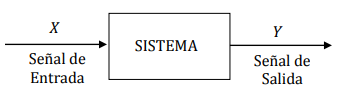 X
Señal de
Entrada
SISTEMA
Y
Señal de
Salida